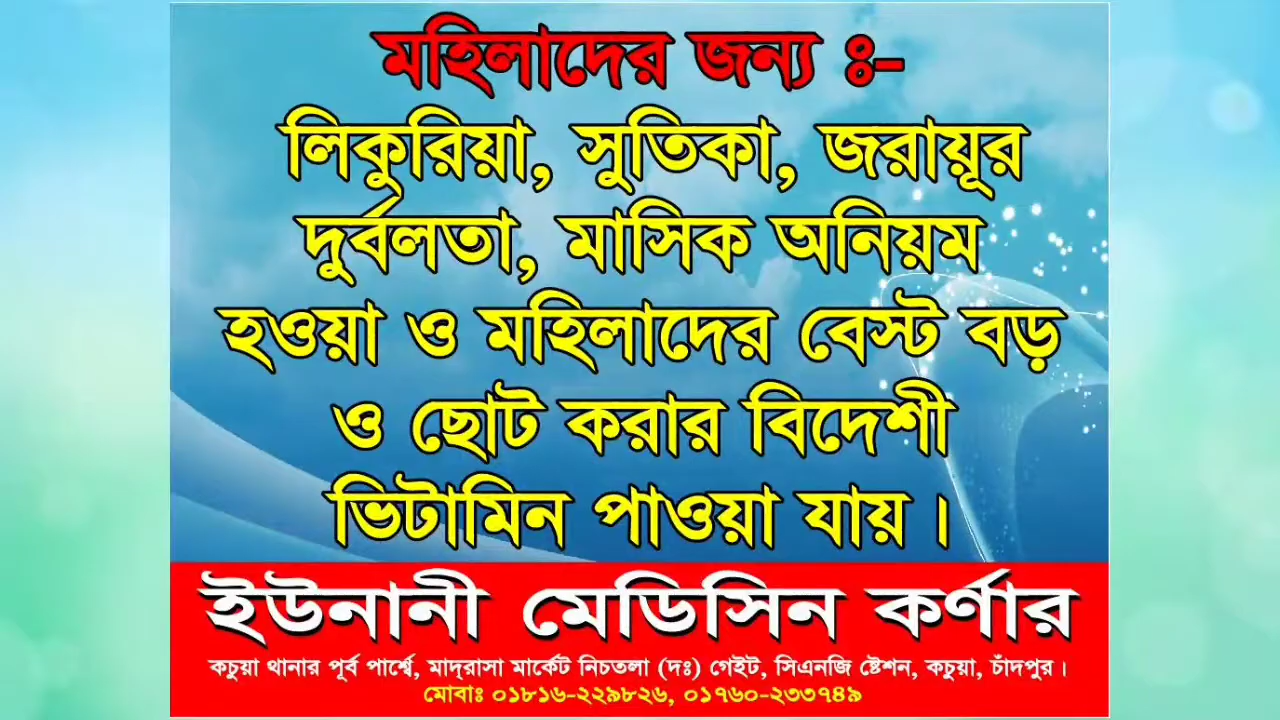 মহিলাদের জন্য ঃ-
লিকুরিয়া, সুতিকা, জরায়ূর
দুর্বলতা, মাসিক অনিয়ম
হওয়া ও মহিলাদের বেস্ট বড়
ও ছোট করার বিদেশী
ভিটামিন পাওয়া যায়।
ইউনানী মেডিসিন কর্ণার
কচুয়া থানার পূর্ব পার্শ্বে, মাদ্রাসা মার্কেট নিচতলা (দঃ) গেইট, সিএনজি ষ্টেশন, কচুয়া, চাঁদপুর।
মোবাঃ ০১৮১৬-২২৯৮২৬, ০১৭৬০-২৩৩৭৪৯